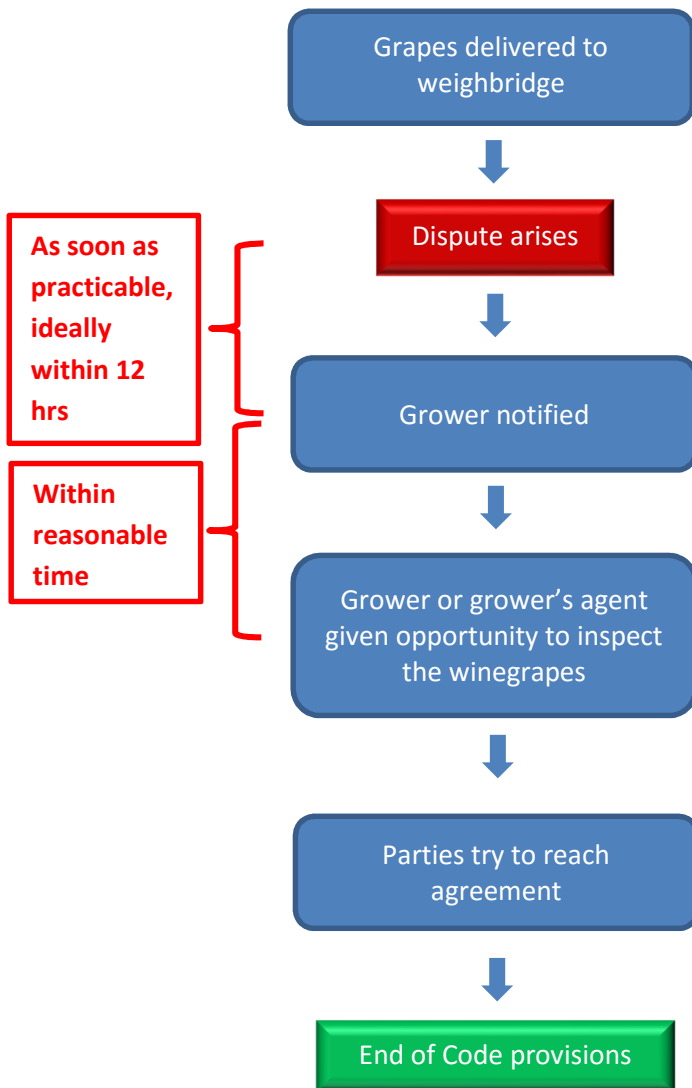 Grapes delivered to
weighbridge
Dispute arises
As soon as
practicable,
ideally
within 12
hrs
Grower notified
Within
reasonable
time
Grower or grower’s agent
given opportunity to inspect
the winegrapes
Parties try to reach
agreement
End of Code provisions